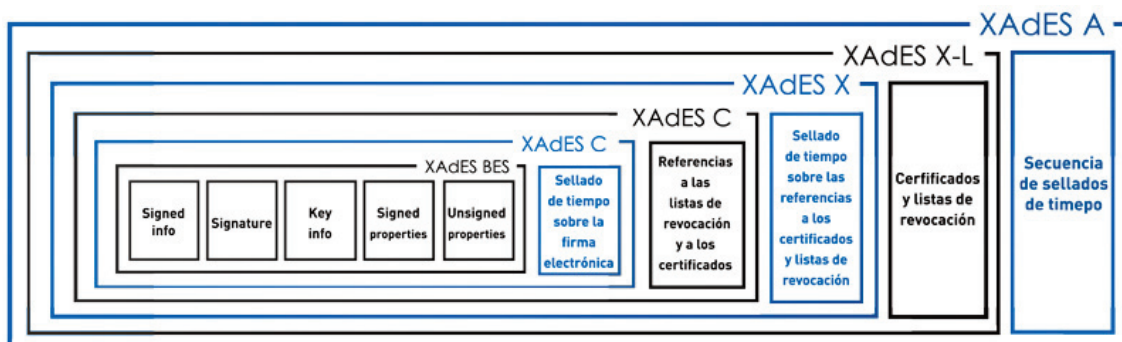 XAdES A
XAdES X-L
XAdES X
XAdES C
XAdES C
XAdES BES
Signed
info
Signature
Key
info
Signed
properties
Unsigned
properties
Sellado
de tiempo
sobre la
firma
electrónica
Referencias
a las
listas de
revocación
y a los
certificados
Sellado
de tiempo
sobre las
referencias
a los
certificados
y listas de
revocación
Cerfificados
y listas de
revocación
Secuencia
de sellados
de timepo